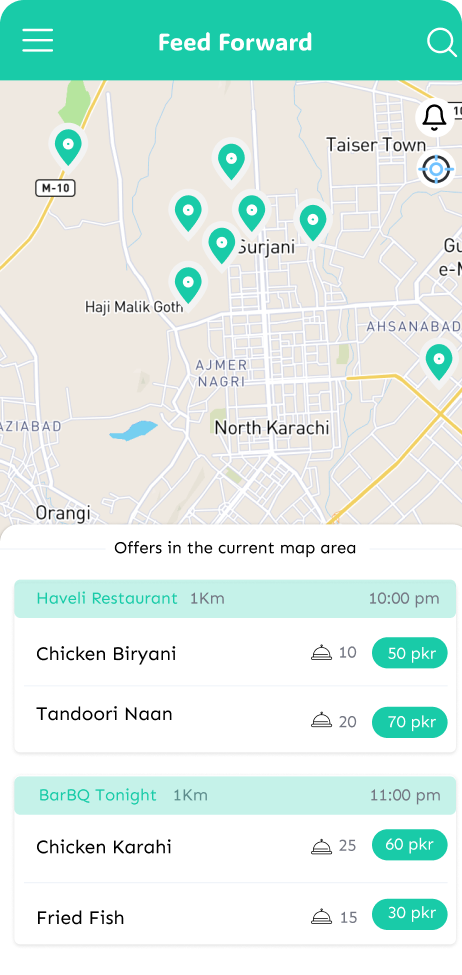 Feed Forward
10
Taiser Town
M-10
Surjani
Gu
e-M
Haji Malik Goth
AHSANABAD
AJMER
NAGRI
AZIABAD
North Karachi
Orangi
Offers in the current map area
Haveli Restaurant 1Km 10:00 pm
Chicken Biryani 10 50 pkr
Tandoori Naan 20 70 pkr
BarBQ Tonight 1Km 11:00 pm
Chicken Karahi 25 60 pkr
Fried Fish 15 30 pkr